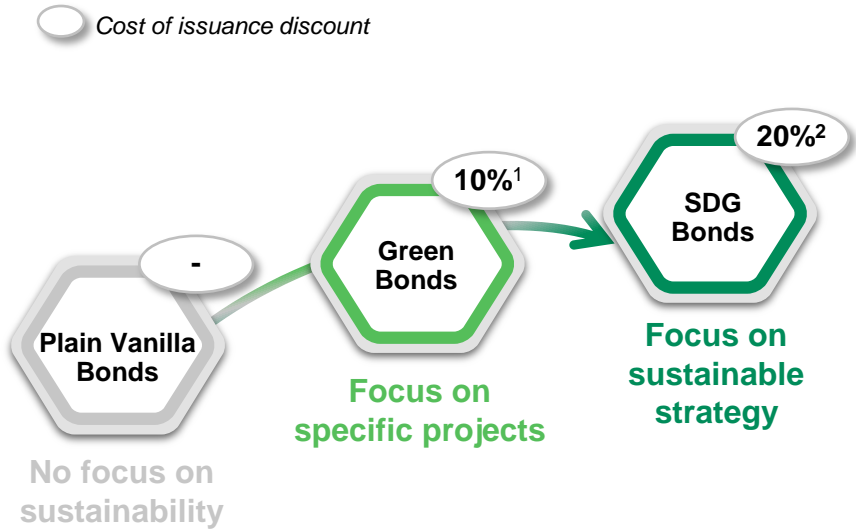 Cost of issuance discount
-
Plain Vanilla
Bonds
No focus on
sustainability
10%¹
Green
Bonds
Focus on
specific projects
20%²
SDG
Bonds
Focus on
sustainable
strategy